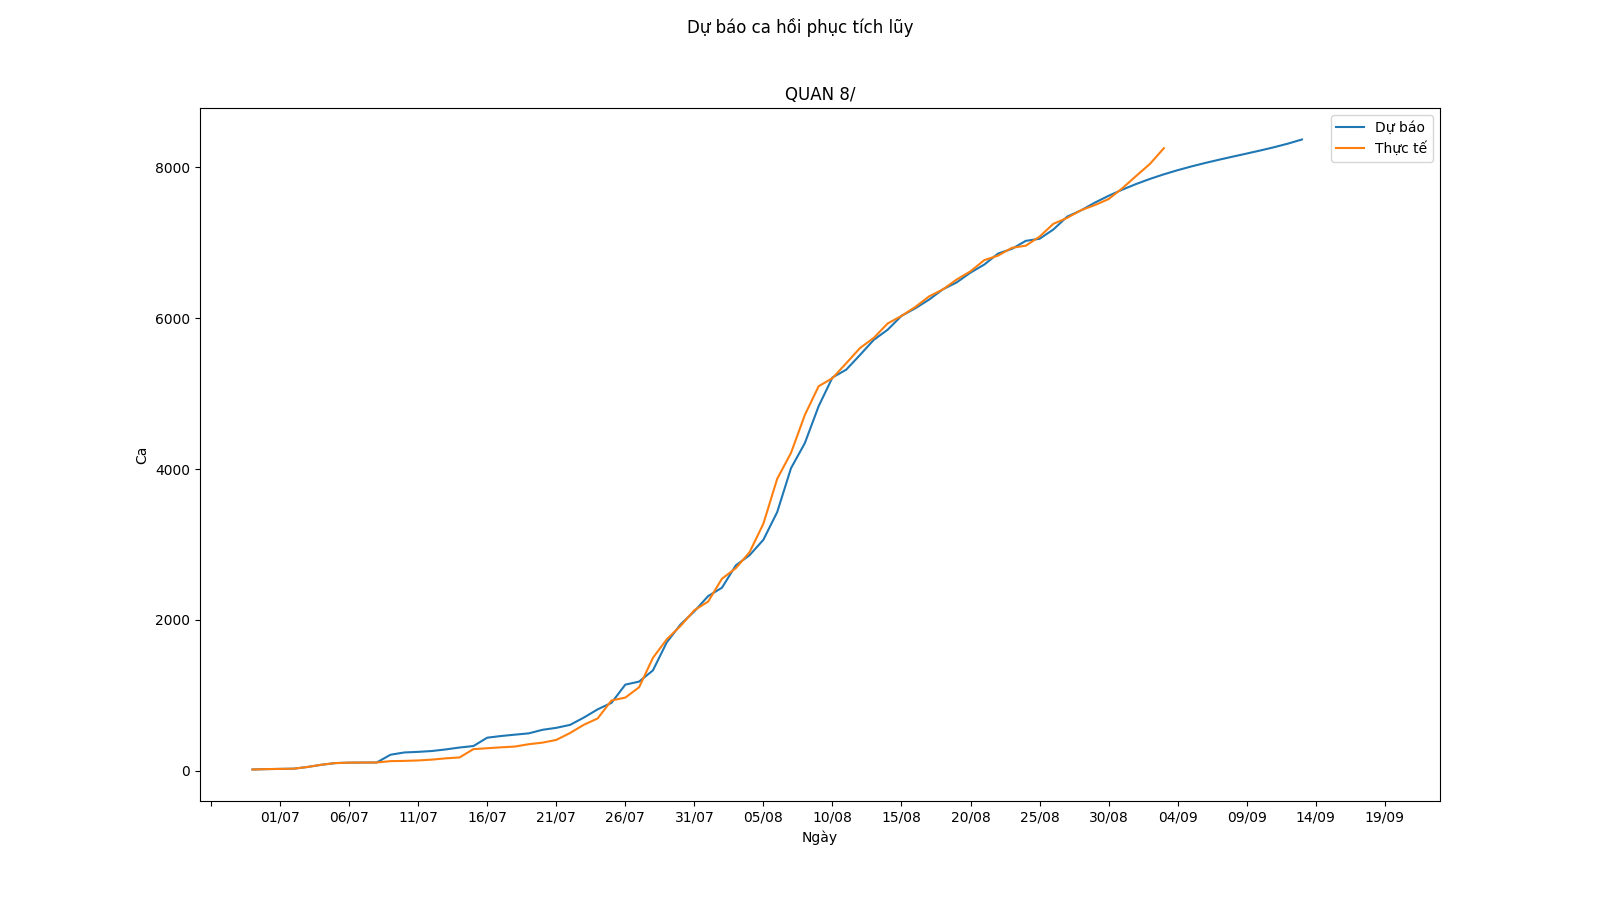 Dự báo ca hồi phục tích lũy
QUAN 8/
Dự báo
Thực tế
8000
6000
4000
2000
0
Ca
01/07 06/07 11/07 16/07 21/07 26/07 31/07 05/08 10/08 15/08 20/08 25/08 30/08 04/09 09/09 14/09 19/09
Ngày